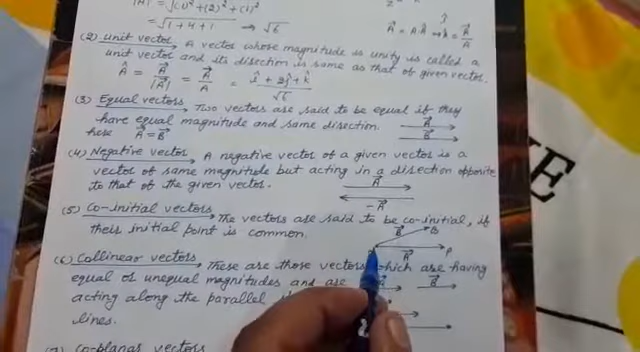 |A| = √(1)² + (2)² + (1)²
= √1+4+1 → √6
Â = A.Â ⇒ Â = A⃗/A
(2) Unit vector → A vector whose magnitude is unity is called a
unit vector and its direction is same as that of given vector.
Â = A⃗/|A⃗| = A⃗/A = î + 2ĵ + k̂/√6
(3) Equal vectors → Two vectors are said to be equal if they
have equal magnitude and same direction.
here A⃗ = B⃗
A⃗
B⃗
(4) Negative vector → A negative vector of a given vector is a
vector of same magnitude but acting in a direction opposite
to that of the given vector.
A⃗
-A⃗
(5) Co-initial vectors → The vectors are said to be co-initial, if
their initial point is common.
B⃗
A⃗ P
(6) Collinear vectors → These are those vectors which are having
equal or unequal magnitudes and are
A⃗ B⃗
acting along the parallel
lines.
(7) Co-planar vectors
NE